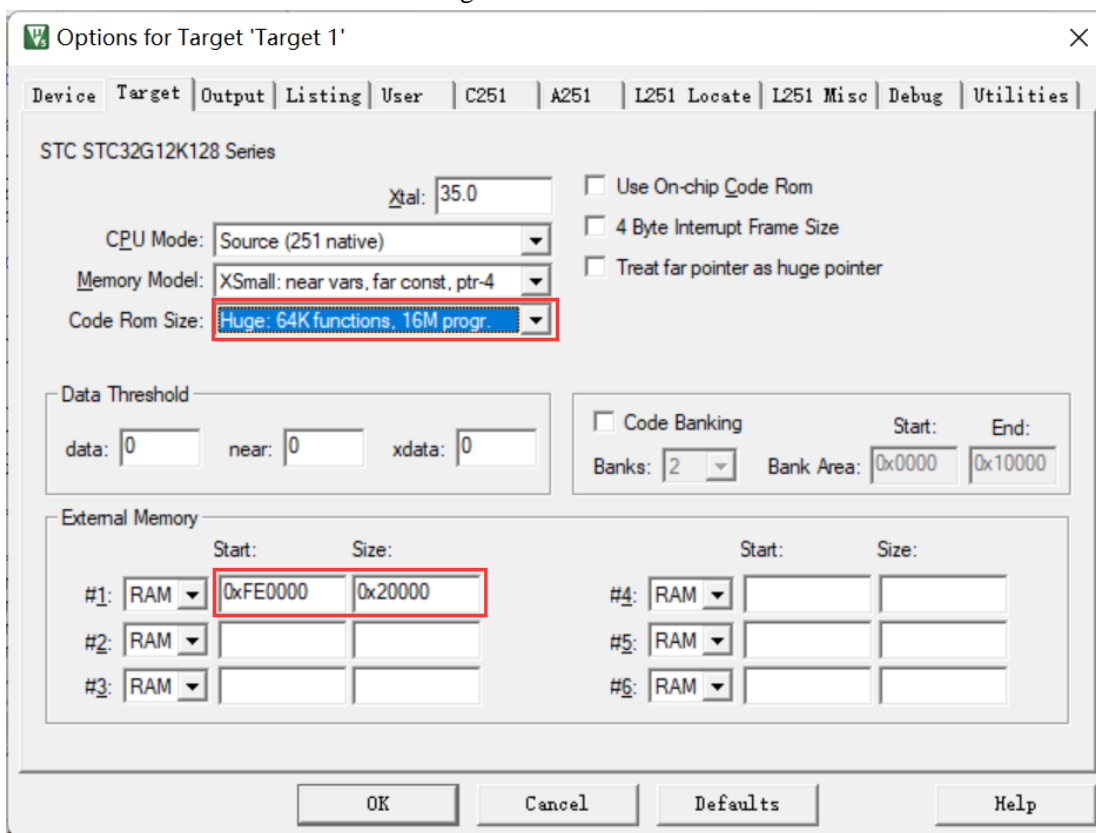 Options for Target 'Target 1'
Device Target Output Listing User C251 A251 L251 Locate L251 Misc Debug Utilities
STC STC32G12K128 Series
Xtal: 35.0
Use On-chip Code Rom
CPU Mode: Source (251 native)
4 Byte Interrupt Frame Size
Memory Model: XSmall: near vars, far const, ptr-4
Treat far pointer as huge pointer
Code Rom Size: Huge: 64K functions, 16M progr.
Data Threshold
data: 0 near: 0 xdata: 0
Code Banking Start: End:
Banks: 2 Bank Area: 0x0000 0x10000
External Memory
Start: Size: Start: Size:
#1: RAM 0xFE0000 0x20000 #4: RAM
#2: RAM #5: RAM
#3: RAM #6: RAM
OK Cancel Defaults Help